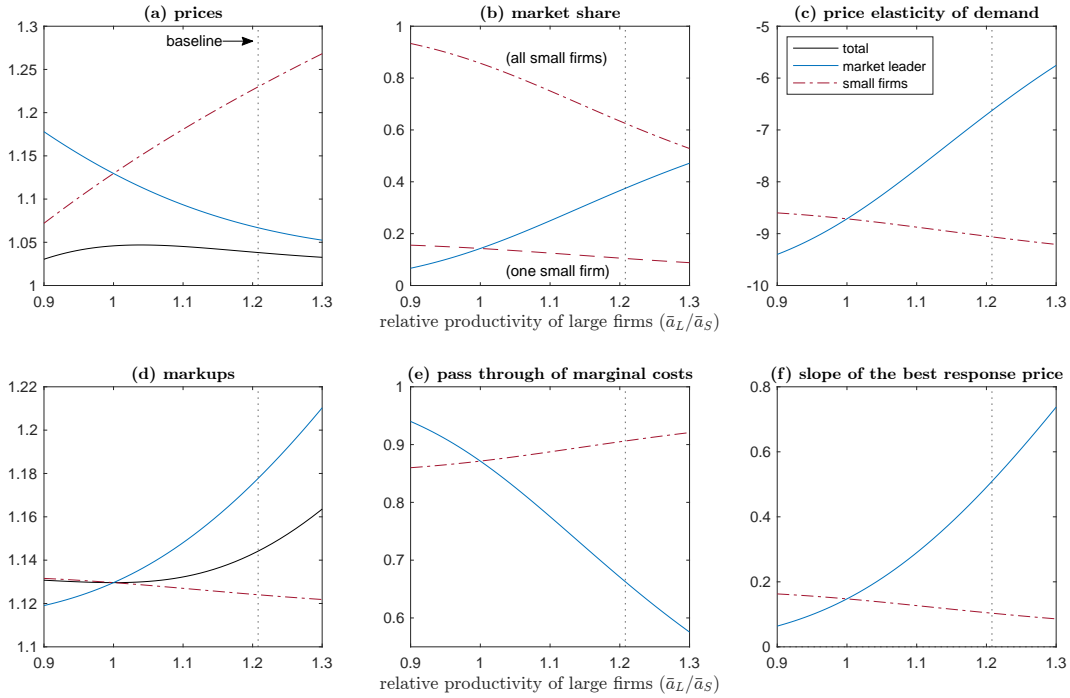 (a) prices
1.3
1.25
1.2
1.15
1.1
1.05
1
0.9 1 1.1 1.2 1.3
baseline
(b) market share
1
0.8
0.6
0.4
0.2
0
0.9 1 1.1 1.2 1.3
(all small firms)
(one small firm)
relative productivity of large firms (āL/āS)
(c) price elasticity of demand
-5
-6
-7
-8
-9
-10
0.9 1 1.1 1.2 1.3
total
market leader
small firms
(d) markups
1.22
1.2
1.18
1.16
1.14
1.12
1.1
0.9 1 1.1 1.2 1.3
(e) pass through of marginal costs
1
0.9
0.8
0.7
0.6
0.9 1 1.1 1.2 1.3
relative productivity of large firms (āL/āS)
(f) slope of the best response price
0.8
0.6
0.4
0.2
0
0.9 1 1.1 1.2 1.3